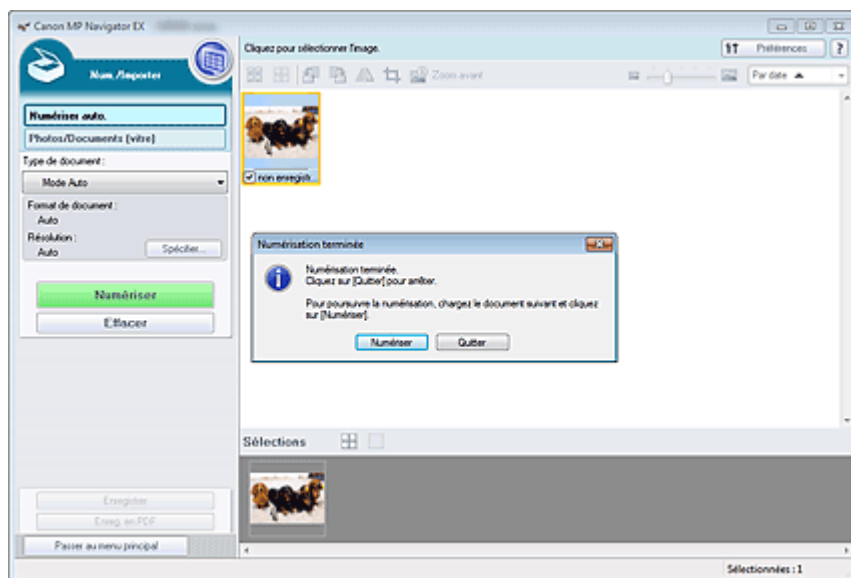 Canon MP Navigator EX
Num./Importer
Cliquez pour sélectionner l'image.
Préférences
?
Zoom avant
Par date
Numériser auto.
Photos/Documents (vitre)
Type de document :
Mode Auto
Format de document :
Auto
Résolution :
Auto
Spécifier...
Numériser
Effacer
non enregistr...
Numérisation terminée
Numérisation terminée.
Cliquez sur [Quitter] pour arrêter.
Pour poursuivre la numérisation, chargez le document suivant et cliquez
sur [Numériser].
Numériser
Quitter
Sélections
Enregistrer
Enreg. en PDF
Passer au menu principal
Sélectionnées : 1